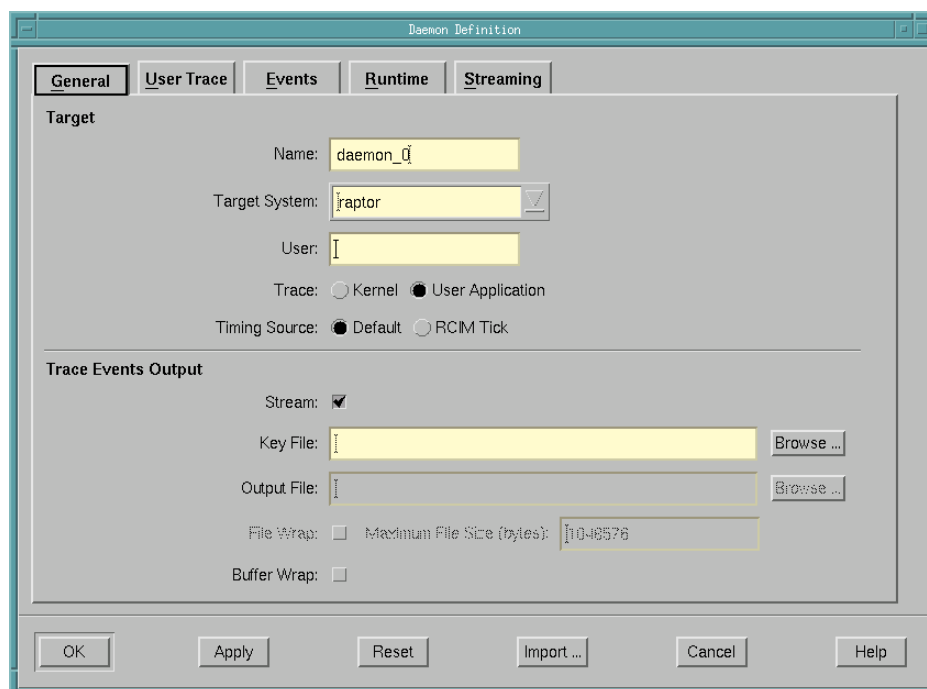 Daemon Definition
General User Trace Events Runtime Streaming
Target
Name: daemon_0
Target System: raptor
User:
Trace: Kernel User Application
Timing Source: Default RCIM Tick
Trace Events Output
Stream:
Key File: Browse ...
Output File: Browse ...
File Wrap: Maximum File Size (bytes): 1048576
Buffer Wrap:
OK Apply Reset Import ... Cancel Help